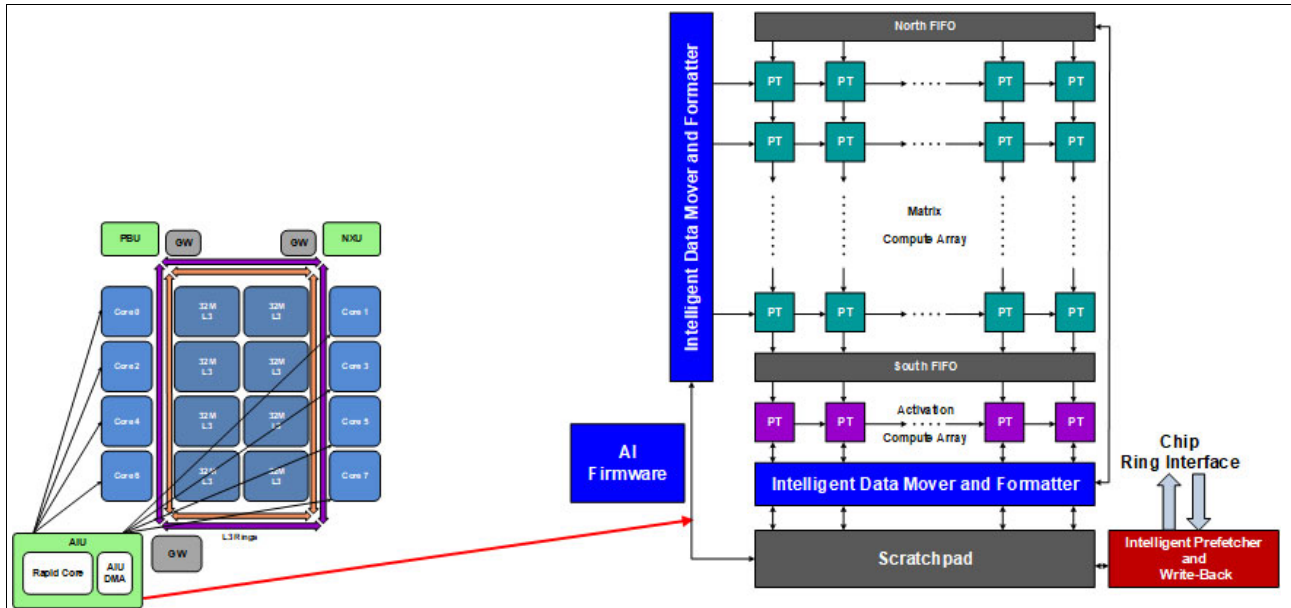 PBU
GW
GW
NXU
Core 0
32M
L3
32M
L3
Core 1
Core 2
32M
L3
32M
L3
Core 3
Core 4
32M
L3
32M
L3
Core 5
Core 6
32M
L3
32M
L3
Core 7
L3 Rings
AIU
Rapid Core
AIU
DMA
GW
Intelligent Data Mover and Formatter
North FIFO
PT
PT
PT
PT
PT
PT
PT
PT
Matrix
Compute Array
PT
PT
PT
PT
South FIFO
PT
PT
Activation
Compute Array
PT
PT
AI
Firmware
Intelligent Data Mover and Formatter
Scratchpad
Chip
Ring Interface
Intelligent Prefetcher
and
Write-Back